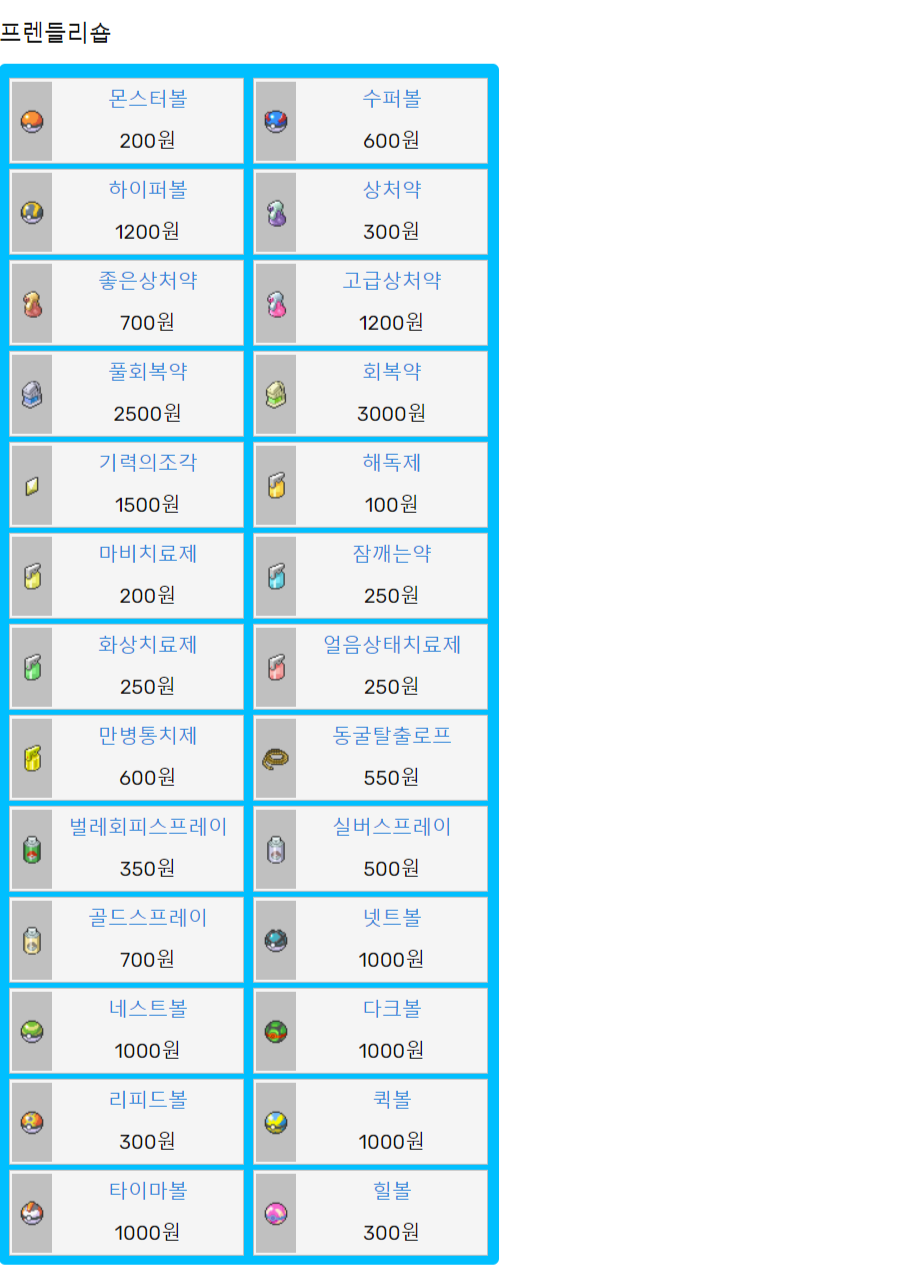 프렌들리숍
몬스터볼
200원
수퍼볼
600원
하이퍼볼
1200원
상처약
300원
좋은상처약
700원
고급상처약
1200원
풀회복약
2500원
회복약
3000원
기력의조각
1500원
해독제
100원
마비치료제
200원
잠깨는약
250원
화상치료제
250원
얼음상태치료제
250원
만병통치제
600원
동굴탈출로프
550원
벌레회피스프레이
350원
실버스프레이
500원
골드스프레이
700원
넷트볼
1000원
네스트볼
1000원
다크볼
1000원
리피드볼
300원
퀵볼
1000원
타이마볼
1000원
힐볼
300원